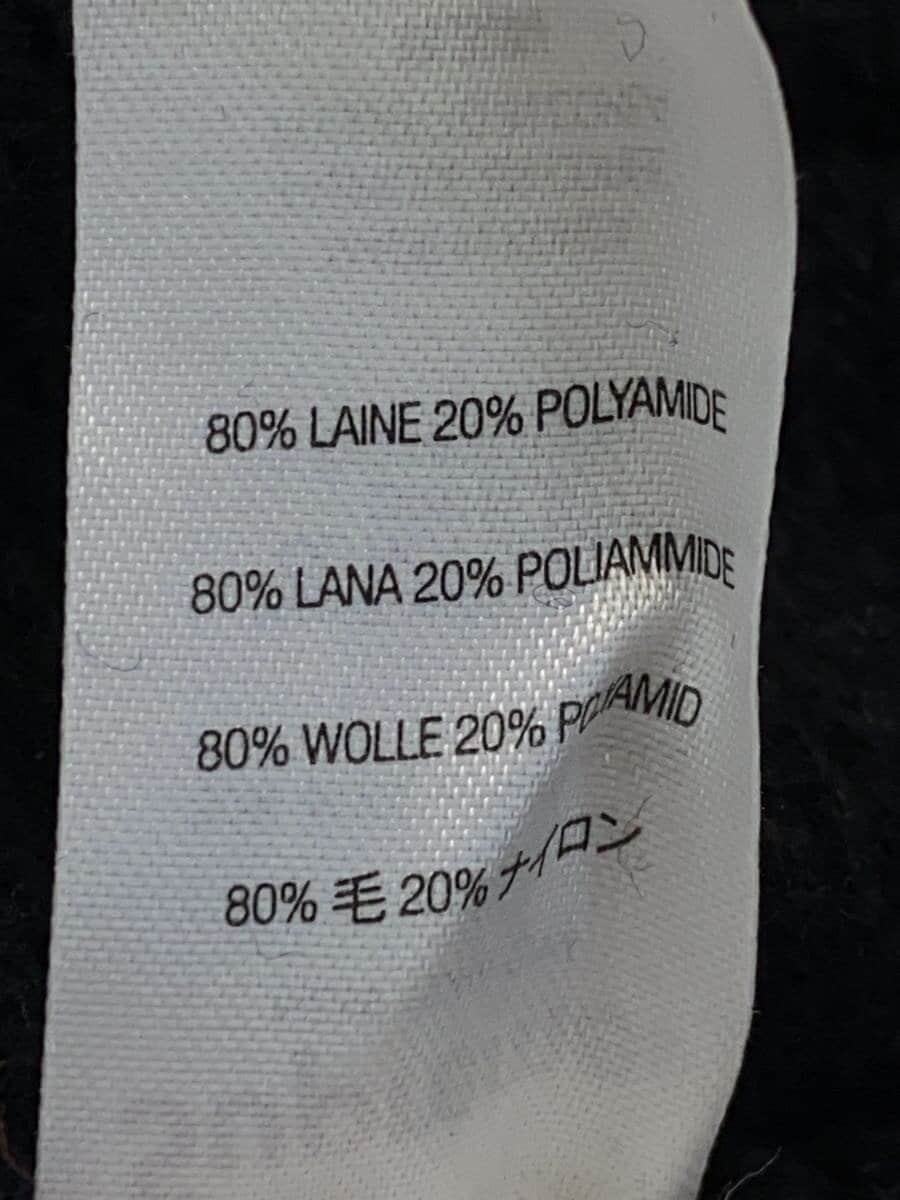 80% LAINE 20% POLYAMIDE
80% LANA 20% POLIAMMIDE
80% WOLLE 20% POLYAMID
80% 毛 20% ナイロン